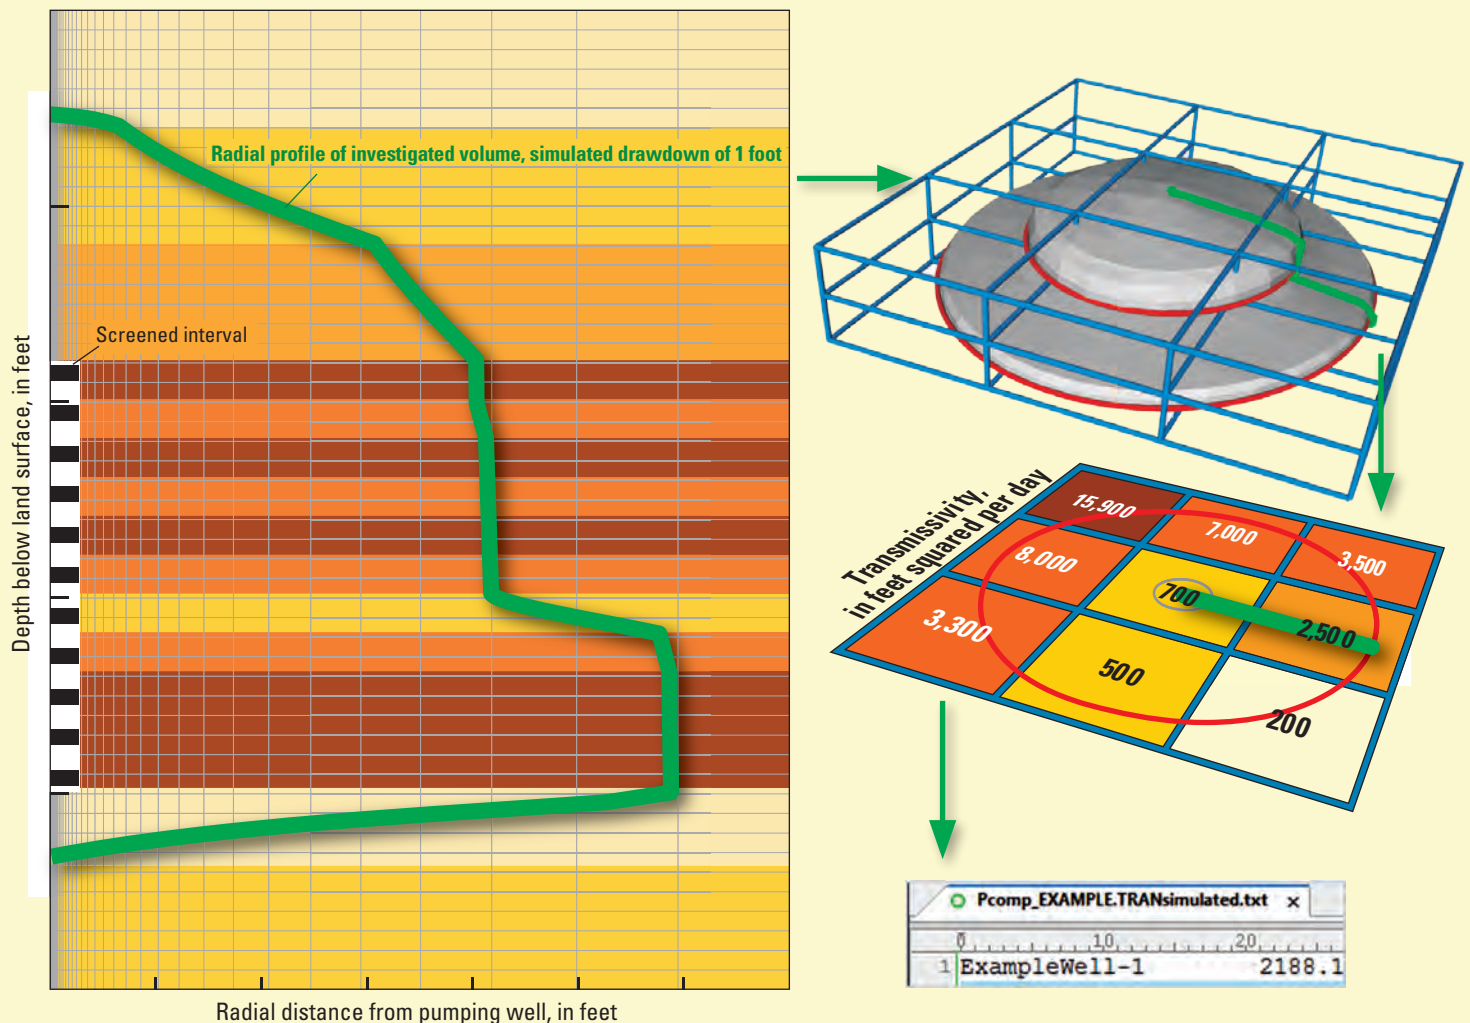 Radial profile of investigated volume, simulated drawdown of 1 foot
Screened interval
Depth below land surface, in feet
Radial distance from pumping well, in feet
Transmissivity,
in feet squared per day
15,900
7,000
3,500
8,000
700
2,500
3,300
500
200
Pcomp_EXAMPLE.TRANsimulated.txt x
0 10 20
1 ExampleWell-1 2188.1